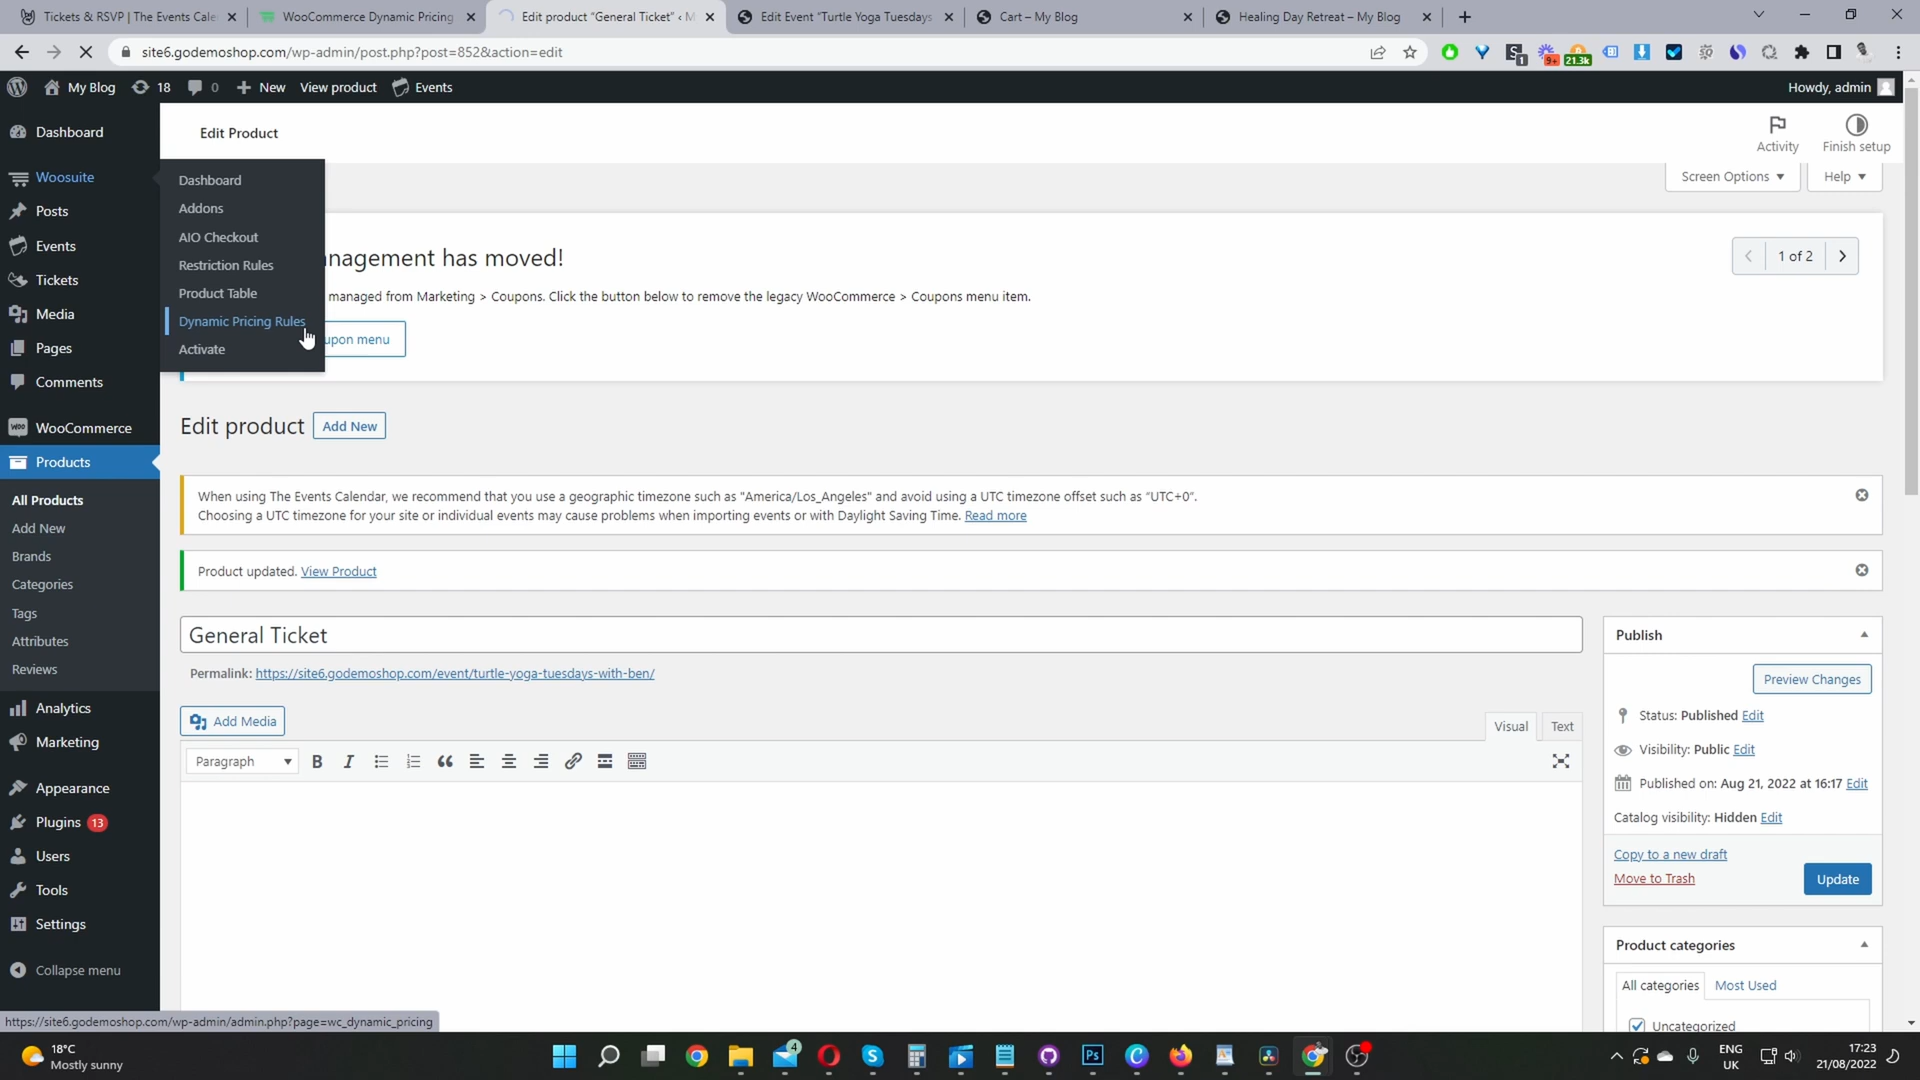 Tickets & RSVP | The Events Cale
WooCommerce Dynamic Pricing
Edit product "General Ticket" ‹ M
Edit Event "Turtle Yoga Tuesdays
Cart – My Blog
Healing Day Retreat – My Blog
site6.godemoshop.com/wp-admin/post.php?post=852&action=edit
1
9+
21.3k
My Blog
18
0
New
View product
Events
Howdy, admin
Dashboard
Woosuite
Posts
Events
Tickets
Media
Pages
Comments
WooCommerce
Products
All Products
Add New
Brands
Categories
Tags
Attributes
Reviews
Analytics
Marketing
Appearance
Plugins 13
Users
Tools
Settings
Collapse menu
Dashboard
Addons
AIO Checkout
Restriction Rules
Product Table
Dynamic Pricing Rules
Activate
Edit Product
Activity
Finish setup
Screen Options
Help
nagement has moved!
1 of 2
managed from Marketing > Coupons. Click the button below to remove the legacy WooCommerce > Coupons menu item.
upon menu
Edit product
Add New
When using The Events Calendar, we recommend that you use a geographic timezone such as "America/Los_Angeles" and avoid using a UTC timezone offset such as "UTC+0".
Choosing a UTC timezone for your site or individual events may cause problems when importing events or with Daylight Saving Time. Read more
Product updated. View Product
General Ticket
Permalink: https://site6.godemoshop.com/event/turtle-yoga-tuesdays-with-ben/
Add Media
Visual
Text
Paragraph
B
I
Publish
Preview Changes
Status: Published Edit
Visibility: Public Edit
Published on: Aug 21, 2022 at 16:17 Edit
Catalog visibility: Hidden Edit
Copy to a new draft
Move to Trash
Update
Product categories
All categories
Most Used
Uncategorized
https://site6.godemoshop.com/wp-admin/admin.php?page=wc_dynamic_pricing
18°C
Mostly sunny
4
Ps
ENG
UK
17:23
21/08/2022